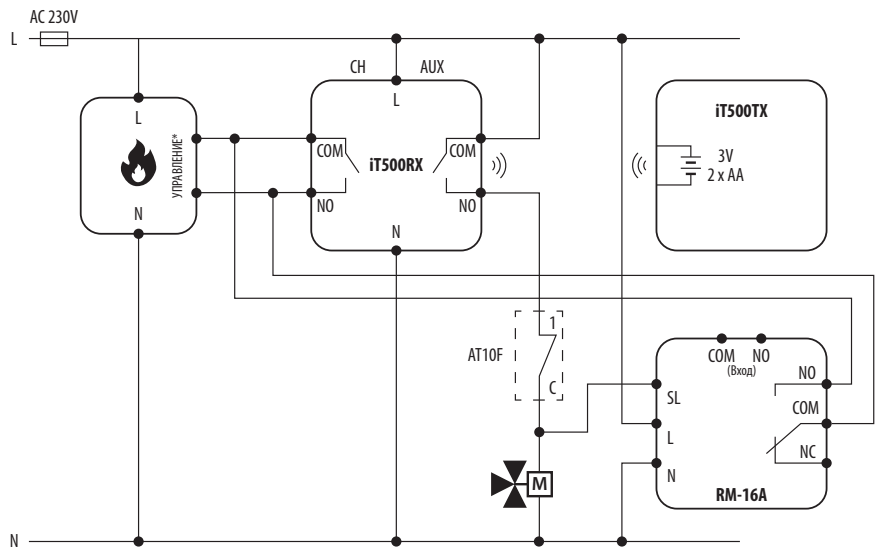 AC 230V
L
CH
AUX
L
L
iT500TX
УПРАВЛЕНИЕ*
COM
iT500RX
COM
3V
2 x AA
NO
NO
N
N
1
AT10F
C
COM
NO
(Вход)
NO
SL
COM
L
NC
N
M
RM-16A
N